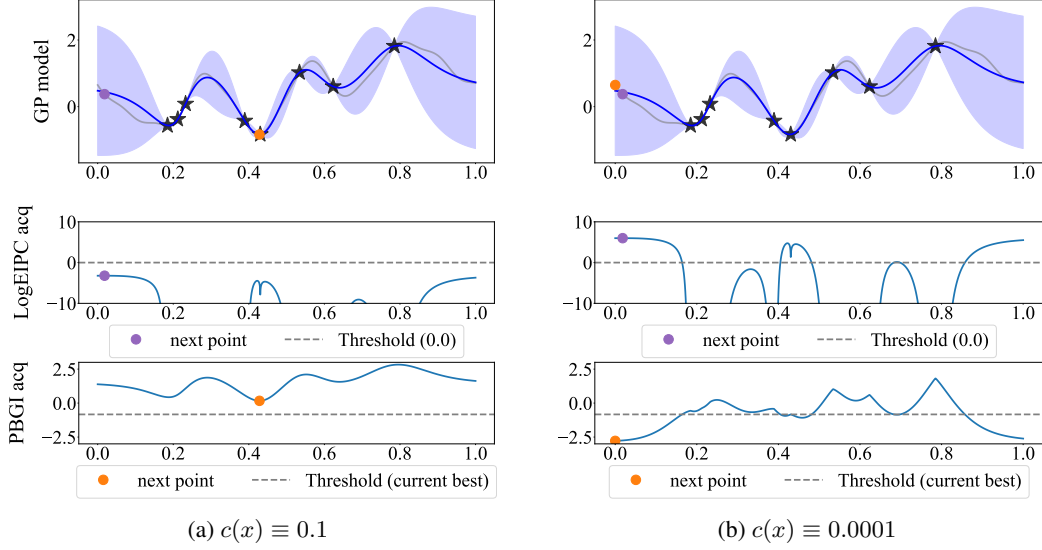 GP model
2
0
0.0 0.2 0.4 0.6 0.8 1.0
2
0
0.0 0.2 0.4 0.6 0.8 1.0
LogEIPC acq
10
0
−10
0.0 0.2 0.4 0.6 0.8 1.0
next point Threshold (0.0)
10
0
−10
0.0 0.2 0.4 0.6 0.8 1.0
next point Threshold (0.0)
PBGI acq
2.5
0.0
−2.5
0.0 0.2 0.4 0.6 0.8 1.0
next point Threshold (current best)
2.5
0.0
−2.5
0.0 0.2 0.4 0.6 0.8 1.0
next point Threshold (current best)
(a) c(x) ≡ 0.1
(b) c(x) ≡ 0.0001